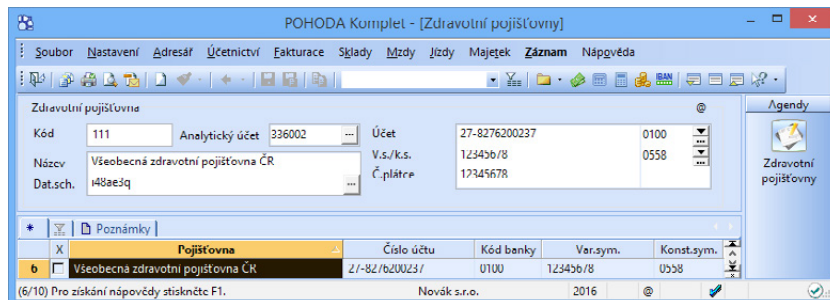 POHODA Komplet - [Zdravotní pojišťovny]
Soubor Nastavení Adresář Účetnictví Fakturace Sklady Mzdy Jízdy Majetek Záznam Nápověda
IBAN
Zdravotní pojišťovna @ Agendy
Kód 111 Analytický účet 336002 ... Účet 27-8276200237 0100
Název Všeobecná zdravotní pojišťovna ČR V.s./k.s. 12345678 0558
Dat.sch. i48ae3q ... Č.plátce 12345678
Zdravotní
pojišťovny
* Poznámky
X Pojišťovna Číslo účtu Kód banky Var.sym. Konst.sym.
6 Všeobecná zdravotní pojišťovna ČR 27-8276200237 0100 12345678 0558
(6/10) Pro získání nápovědy stiskněte F1. Novák s.r.o. 2016 @